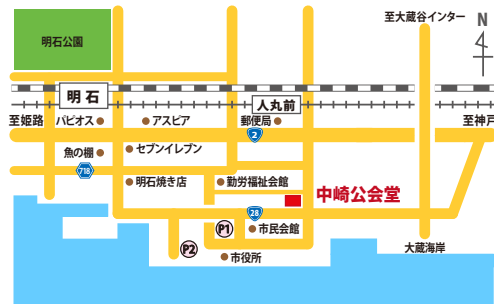 至大蔵谷インター
N
明石公園
明石
人丸前
至姫路
パピオス
アスピア
郵便局
至神戸
2
魚の棚
セブンイレブン
718
明石焼き店
勤労福祉会館
中崎公会堂
28
P1
市民会館
P2
市役所
大蔵海岸